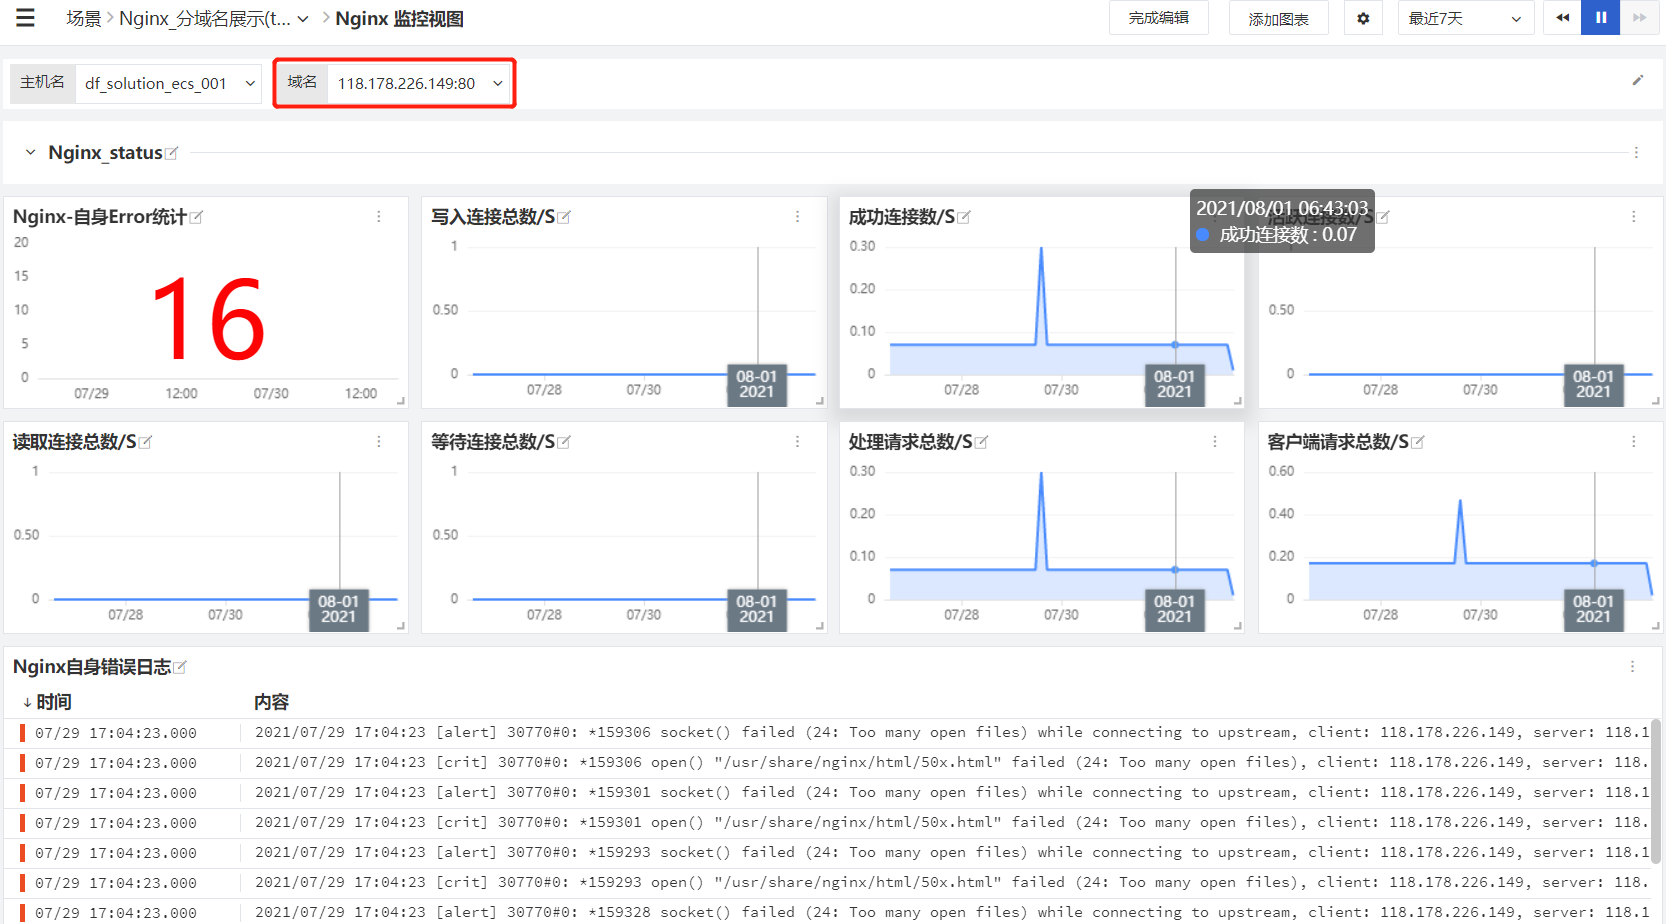 场景 Nginx_分域名展示(t... Nginx 监控视图 完成编辑 添加图表 最近7天
主机名 df_solution_ecs_001 域名 118.178.226.149:80
Nginx_status
Nginx-自身Error统计
20
15
10
5
0
16
07/29 12:00 07/30 12:00
写入连接总数/S
1
0.50
0
07/28 07/30 08-01
2021
成功连接数/S
0.30
0.20
0.10
0
07/28 07/30 08-01
2021
2021/08/01 06:43:03
成功连接数 : 0.07
活跃连接数/S
0.50
0
07/28 07/30 08-01
2021
读取连接总数/S
1
0.50
0
07/28 07/30 08-01
2021
等待连接总数/S
1
0.50
0
07/28 07/30 08-01
2021
处理请求总数/S
0.30
0.20
0.10
0
07/28 07/30 08-01
2021
客户端请求总数/S
0.60
0.40
0.20
0
07/28 07/30 08-01
2021
Nginx自身错误日志
↓ 时间 内容
07/29 17:04:23.000 2021/07/29 17:04:23 [alert] 30770#0: *159306 socket() failed (24: Too many open files) while connecting to upstream, client: 118.178.226.149, server: 118.1
07/29 17:04:23.000 2021/07/29 17:04:23 [crit] 30770#0: *159306 open() "/usr/share/nginx/html/50x.html" failed (24: Too many open files), client: 118.178.226.149, server: 118.
07/29 17:04:23.000 2021/07/29 17:04:23 [alert] 30770#0: *159301 socket() failed (24: Too many open files) while connecting to upstream, client: 118.178.226.149, server: 118.1
07/29 17:04:23.000 2021/07/29 17:04:23 [crit] 30770#0: *159301 open() "/usr/share/nginx/html/50x.html" failed (24: Too many open files), client: 118.178.226.149, server: 118.
07/29 17:04:23.000 2021/07/29 17:04:23 [alert] 30770#0: *159293 socket() failed (24: Too many open files) while connecting to upstream, client: 118.178.226.149, server: 118.1
07/29 17:04:23.000 2021/07/29 17:04:23 [crit] 30770#0: *159293 open() "/usr/share/nginx/html/50x.html" failed (24: Too many open files), client: 118.178.226.149, server: 118.
07/29 17:04:23.000 2021/07/29 17:04:23 [alert] 30770#0: *159328 socket() failed (24: Too many open files) while connecting to upstream, client: 118.178.226.149, server: 118.1